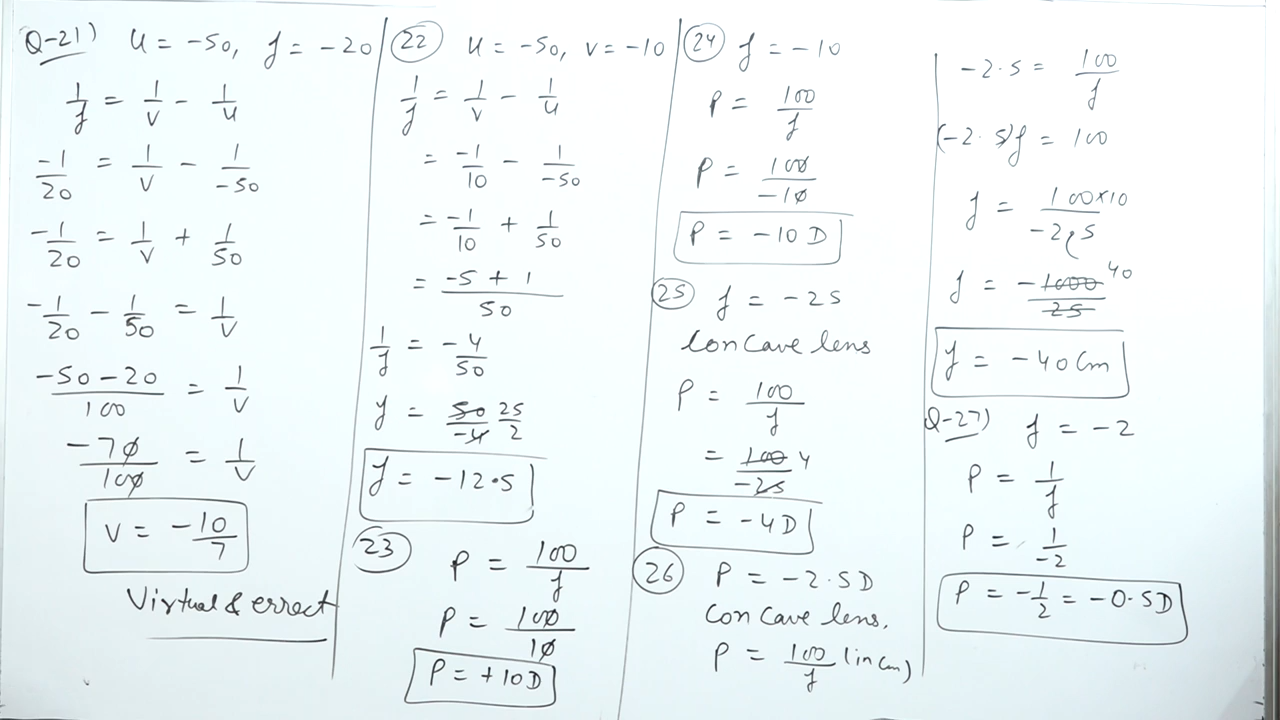 Q-21) u = -50, f = -20
1/f = 1/v - 1/u
-1/20 = 1/v - 1/-50
-1/20 = 1/v + 1/50
-1/20 - 1/50 = 1/v
-50-20/100 = 1/v
-70/100 = 1/v
v = -10/7
Virtual & errect
22 u = -50, v = -10
1/f = 1/v - 1/u
= -1/10 - 1/-50
= -1/10 + 1/50
= -5+1/50
1/f = -4/50
f = 50/-4 25/2
f = -12.5
23 P = 100/f
P = 100/10
P = +10D
24 f = -10
P = 100/f
P = 100/-10
P = -10 D
25 f = -25
Concave lens
P = 100/f
= 100/-25 4
P = -4D
26 P = -2.5D
Concave lens.
P = 100/f (in cm)
-2.5 = 100/f
(-2.5)f = 100
f = 100×10/-25
f = -1000/25 40
f = -40 Cm
Q-27) f = -2
P = 1/f
P = 1/-2
P = -1/2 = -0.5D